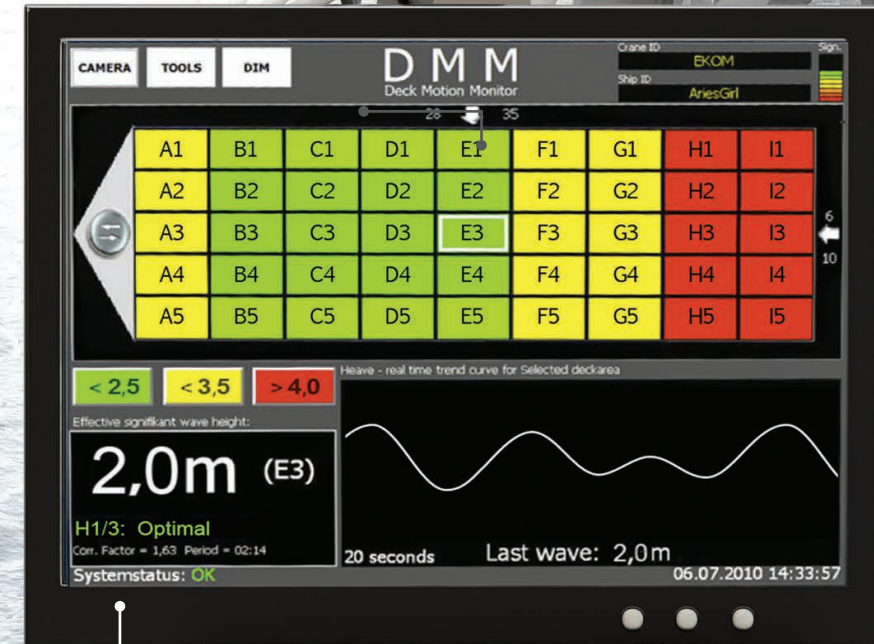 CAMERA TOOLS DIM
DMM
Deck Motion Monitor
Crane ID
EKOM
Ship ID
AriesGirl
Sign.
28 35
A1 B1 C1 D1 E1 F1 G1 H1 I1
A2 B2 C2 D2 E2 F2 G2 H2 I2
A3 B3 C3 D3 E3 F3 G3 H3 I3
6
10
A4 B4 C4 D4 E4 F4 G4 H4 I4
A5 B5 C5 D5 E5 F5 G5 H5 I5
< 2,5 < 3,5 > 4,0
Effective signifikant wave height:
2,0m (E3)
H1/3: Optimal
Corr. Factor = 1,63 Period = 02:14
Systemstatus: OK
Heave - real time trend curve for Selected deckarea
20 seconds Last wave: 2,0m
06.07.2010 14:33:57